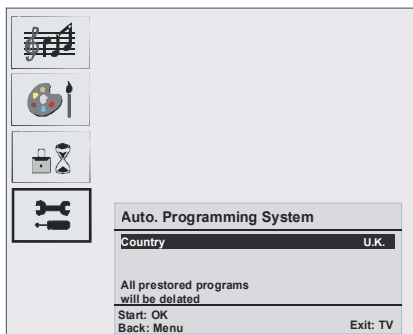 Auto. Programming System
Country U.K.
All prestored programs
will be delated
Start: OK
Back: Menu Exit: TV